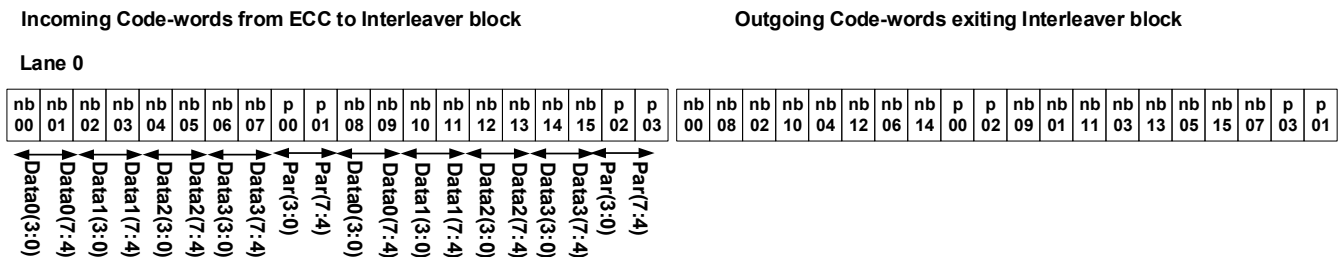 Incoming Code-words from ECC to Interleaver block
Outgoing Code-words exiting Interleaver block
Lane 0
nb 00 nb 01 nb 02 nb 03 nb 04 nb 05 nb 06 nb 07 p 00 p 01 nb 08 nb 09 nb 10 nb 11 nb 12 nb 13 nb 14 nb 15 p 02 p 03
nb 00 nb 08 nb 02 nb 10 nb 04 nb 12 nb 06 nb 14 p 00 p 02 nb 09 nb 01 nb 11 nb 03 nb 13 nb 05 nb 15 nb 07 p 03 p 01
Data0(3:0)
Data0(7:4)
Data1(3:0)
Data1(7:4)
Data2(3:0)
Data2(7:4)
Data3(3:0)
Data3(7:4)
Par(3:0)
Par(7:4)
Data0(3:0)
Data0(7:4)
Data1(3:0)
Data1(7:4)
Data2(3:0)
Data2(7:4)
Data3(3:0)
Data3(7:4)
Par(3:0)
Par(7:4)